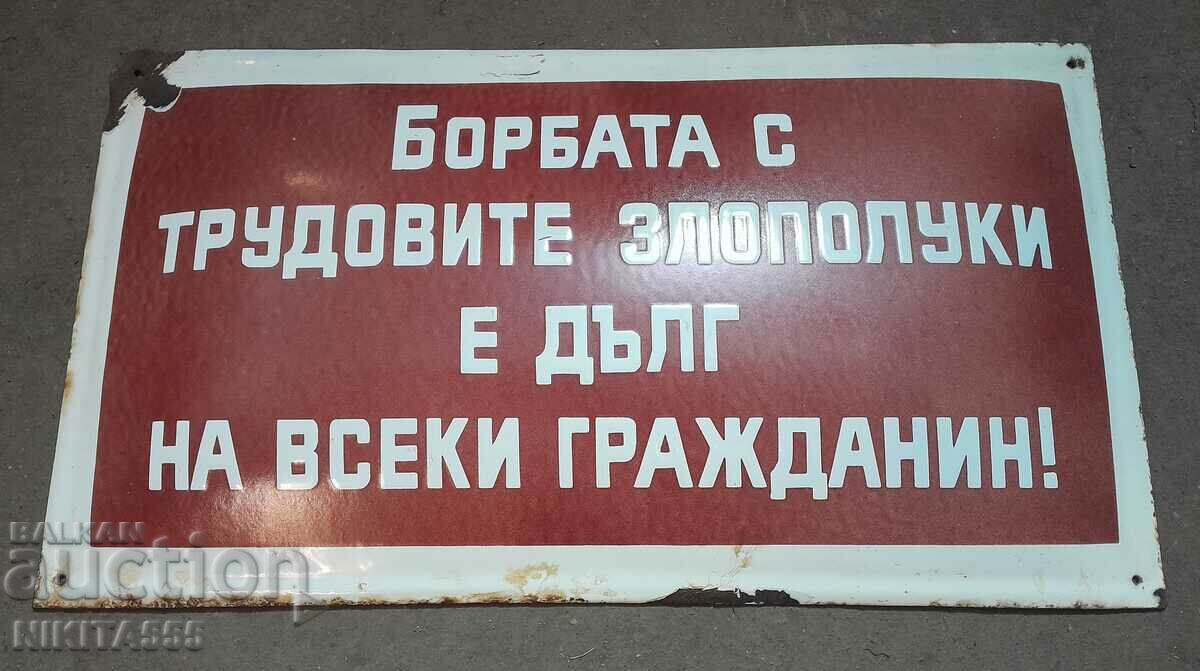 БОРБАТА С
ТРУДОВИТЕ ЗЛОПОЛУКИ
Е ДЪЛГ
НА ВСЕКИ ГРАЖДАНИН!
BALKAN
auction
NIKITA555